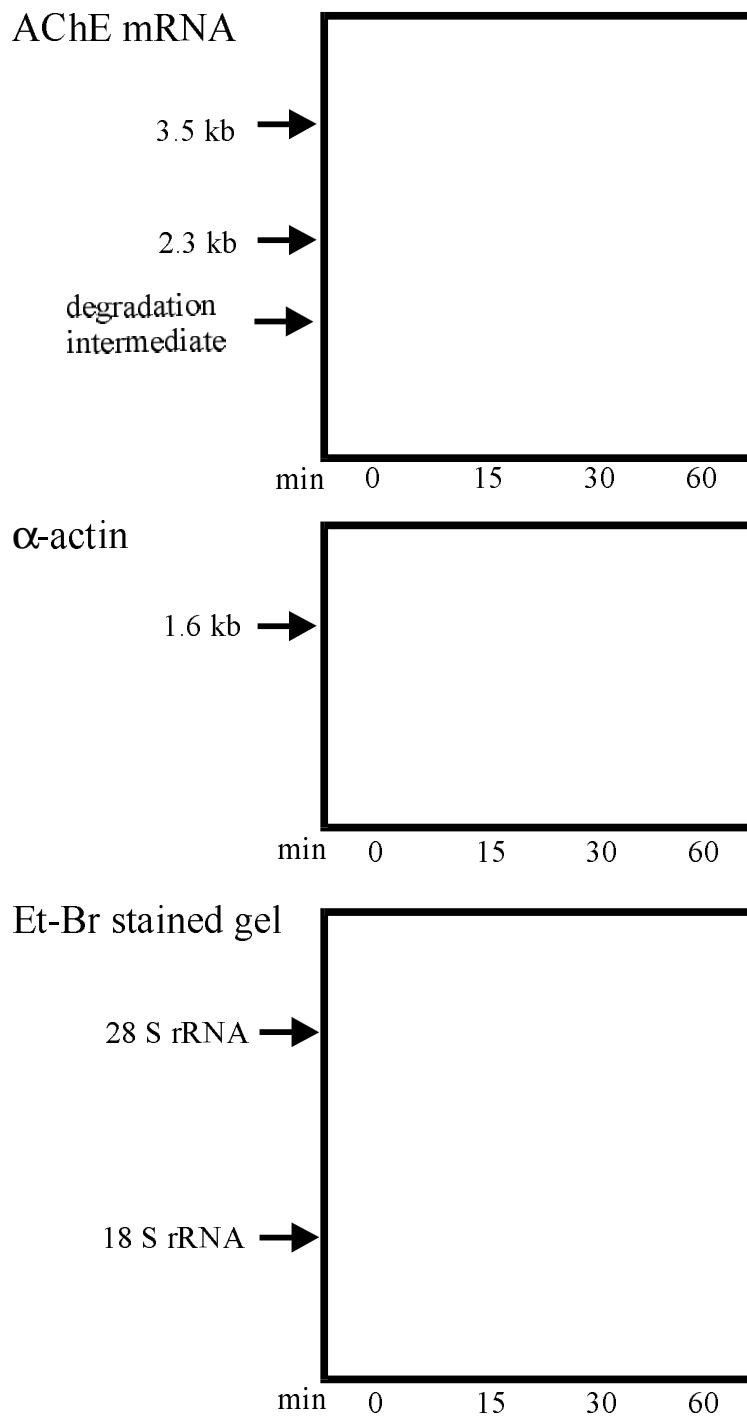 AChE mRNA
3.5 kb
2.3 kb
degradation
intermediate
min 0 15 30 60
α-actin
1.6 kb
min 0 15 30 60
Et-Br stained gel
28 S rRNA
18 S rRNA
min 0 15 30 60